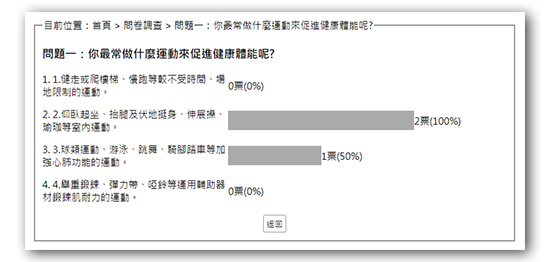 目前位置：首頁 > 問卷調查 > 問題一：你最常做什麼運動來促進健康體能呢?
問題一：你最常做什麼運動來促進健康體能呢?
1. 1.健走或爬樓梯、慢跑等較不受時間、場
地限制的運動。
0票(0%)
2. 2.仰臥起坐、抬腿及伏地挺身、伸展操、
瑜珈等室內運動。
2票(100%)
3. 3.球類運動、游泳、跳舞、騎腳踏車等加
強心肺功能的運動。
1票(50%)
4. 4.舉重鍛鍊、彈力帶、啞鈴等運用輔助器
材鍛鍊肌耐力的運動。
0票(0%)
返回